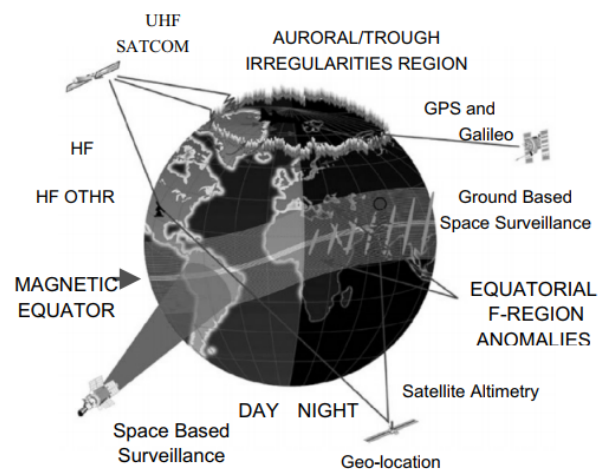 UHF
SATCOM
AURORAL/TROUGH
IRREGULARITIES REGION
GPS and
Galileo
HF
HF OTHR
Ground Based
Space Surveillance
MAGNETIC
EQUATOR
EQUATORIAL
F-REGION
ANOMALIES
Satellite Altimetry
DAY NIGHT
Space Based
Surveillance
Geo-location